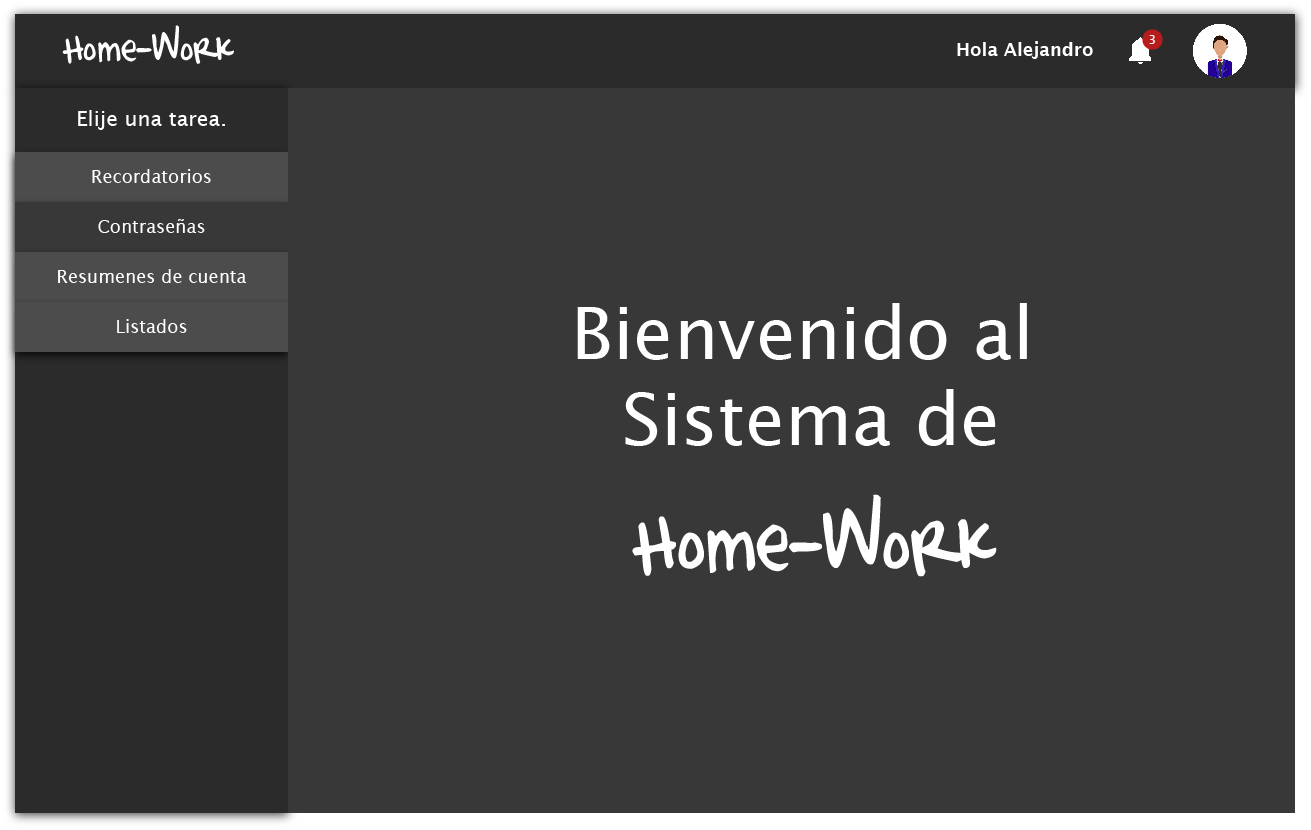 Home-Work
Hola Alejandro
3
Elije una tarea.
Recordatorios
Contraseñas
Resumenes de cuenta
Listados
Bienvenido al
Sistema de
Home-Work